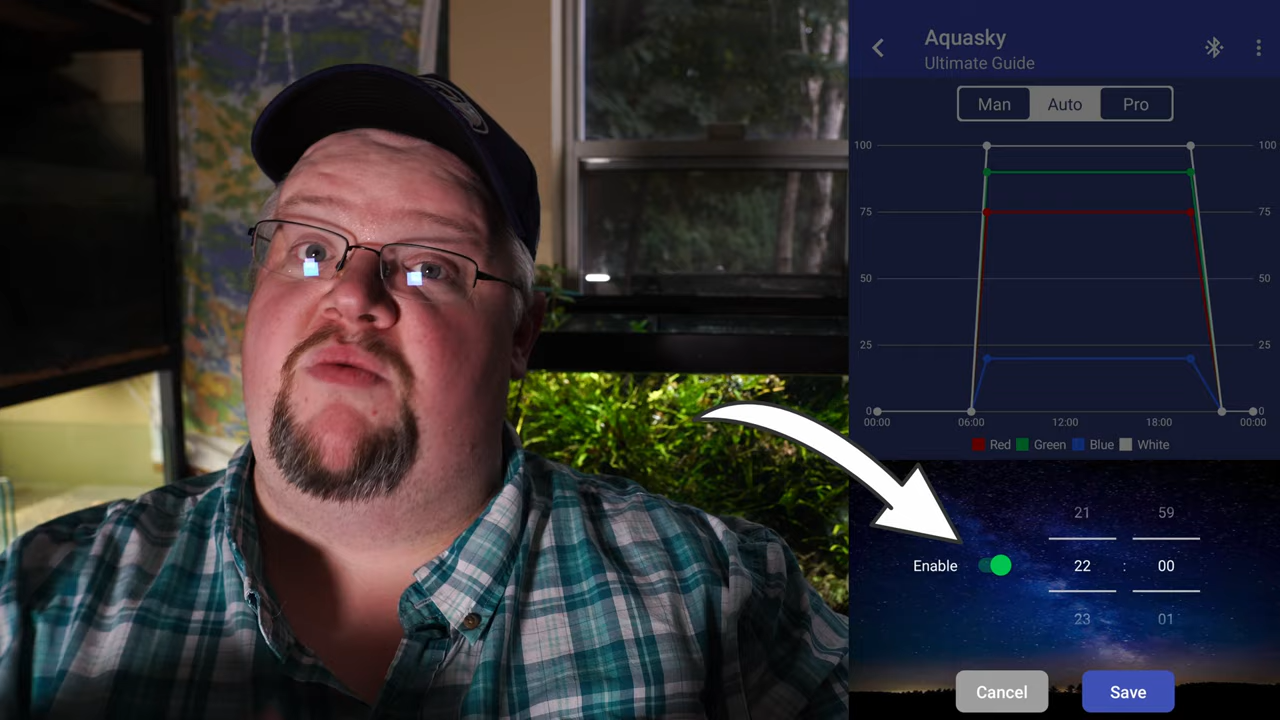 Aquasky
Ultimate Guide
Man Auto Pro
100 100
75 75
50 50
25 25
0 0
00:00 06:00 12:00 18:00 00:00
Red Green Blue White
21 59
Enable 22 : 00
23 01
Cancel Save